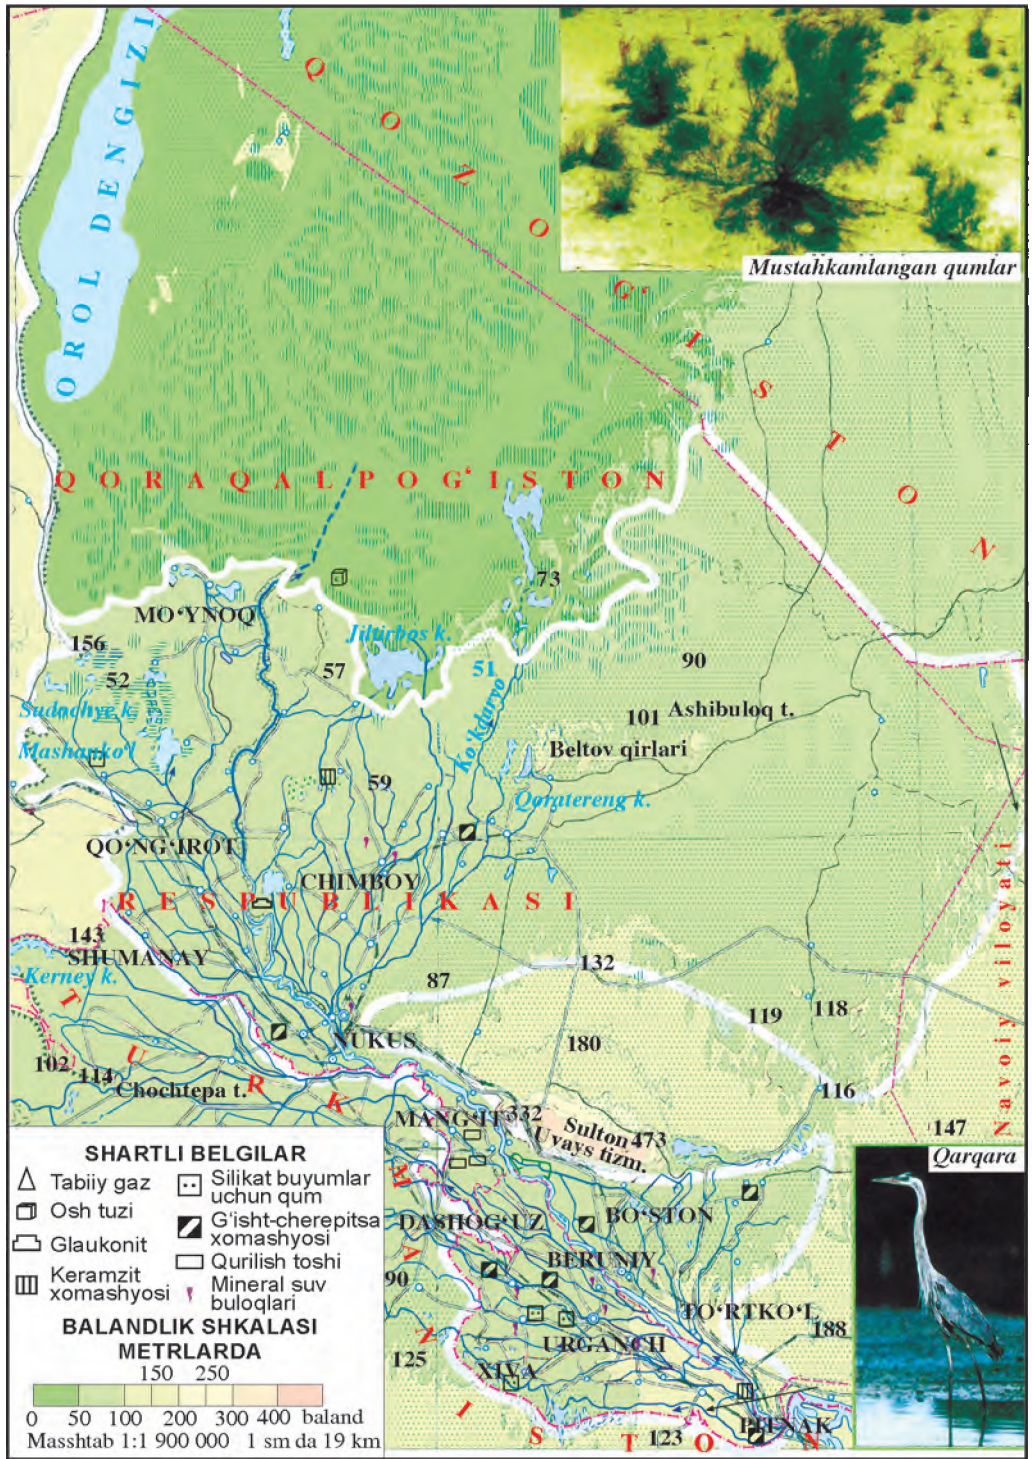 OROL DENGIZI
QOZOG‘ISTON
Mustahkamlangan qumlar
QORAQALPOG‘ISTON
73
MO‘YNOQ
Jiltirbos k.
156
52
57
51
90
Sudochye k.
Ko‘kdaryo
101 Ashibuloq t.
Mashanko‘l
Beltov qirlari
59
Qoratereng k.
QO‘NG‘IROT
CHIMBOY
RESPUBLIKASI
Navoiy viloyati
143
SHUMANAY
Kerney k.
87
132
118
119
TURKMANISTON
NUKUS
180
102
114
Chochtepa t.
116
MANG‘IT
332
Sulton
Uvays tizm.
473
147
Qarqara
DASHOG‘UZ
BO‘STON
BERUNIY
90
TO‘RTKO‘L
188
125
URGANCH
XIVA
PITNAK
123
SHARTLI BELGILAR
Tabiiy gaz
Osh tuzi
Glaukonit
Keramzit
xomashyosi
Silikat buyumlar
uchun qum
G‘isht-cherepitsa
xomashyosi
Qurilish toshi
Mineral suv
buloqlari
BALANDLIK SHKALASI
METRLARDA
150 250
0 50 100 200 300 400 baland
Masshtab 1:1 900 000 1 sm da 19 km